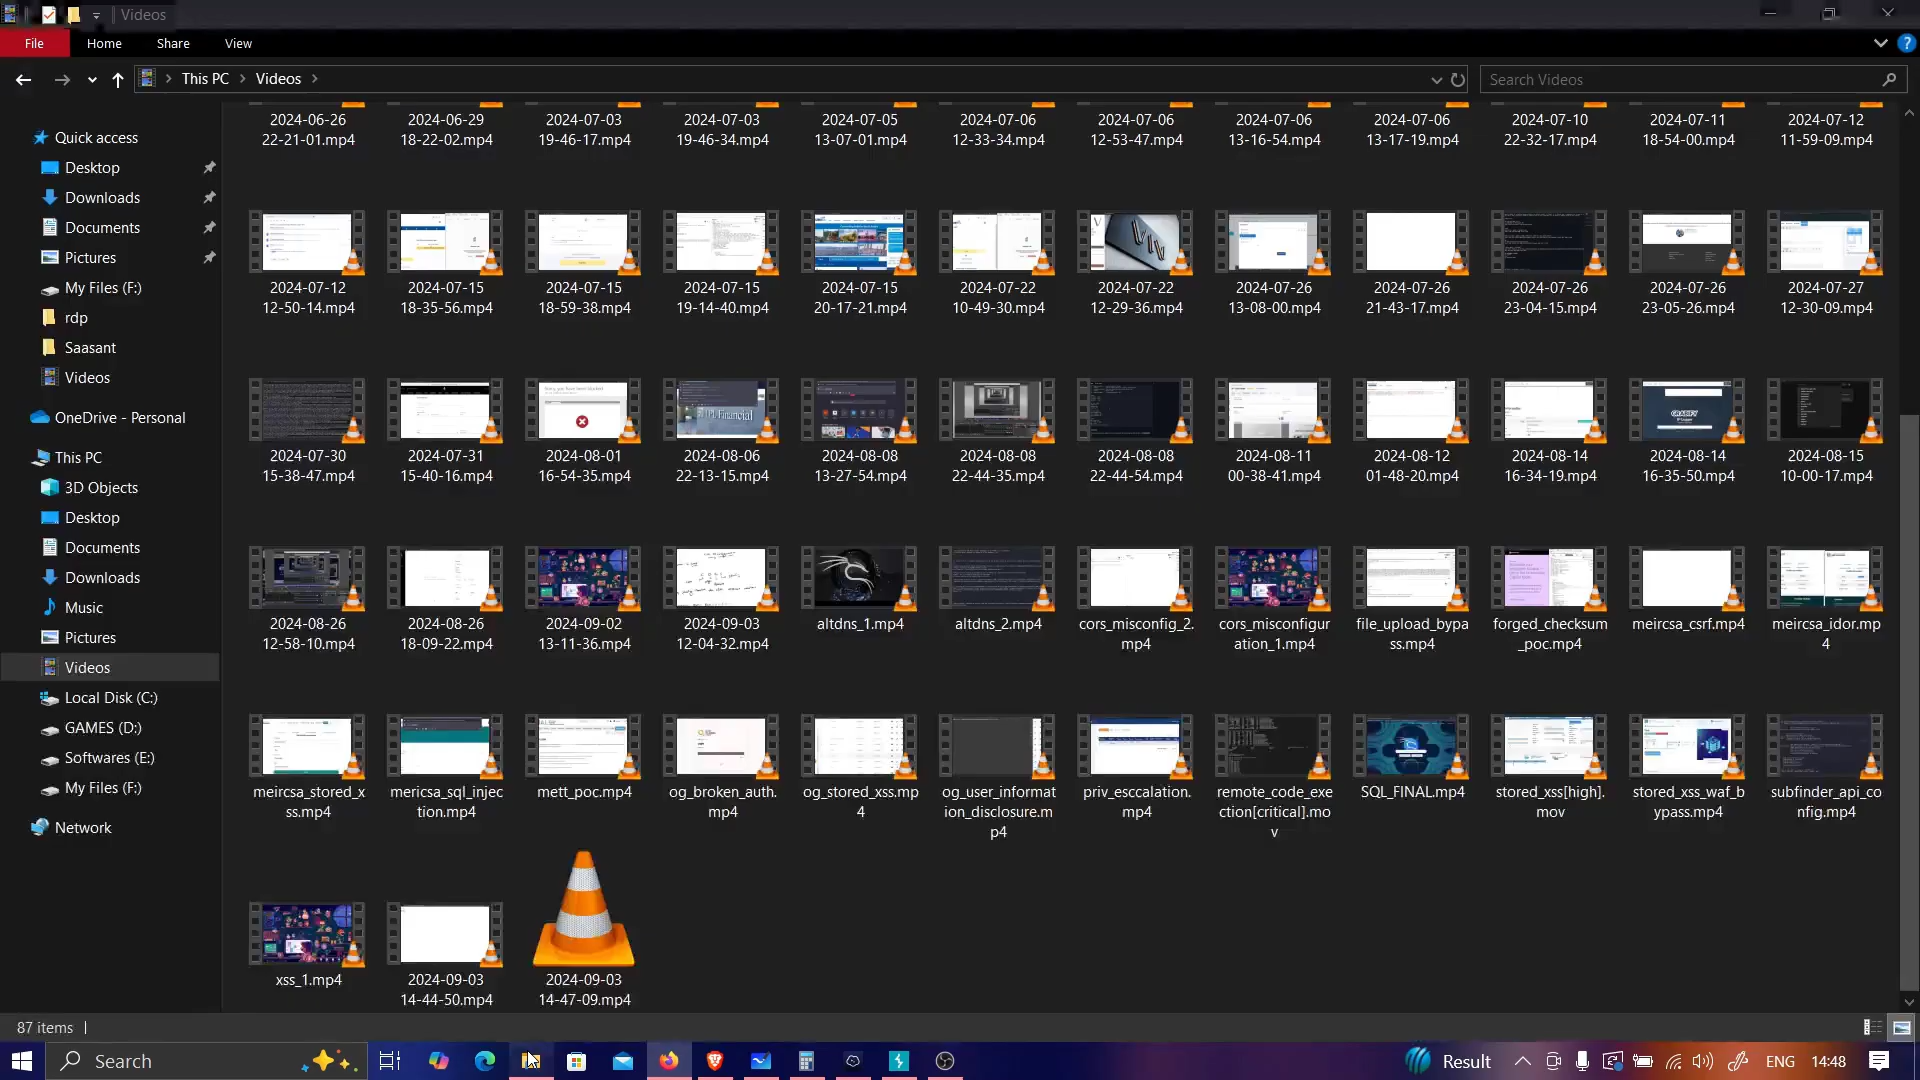 Videos
File Home Share View
This PC Videos
Search Videos
Quick access
Desktop
Downloads
Documents
Pictures
My Files (F:)
rdp
Saasant
Videos
OneDrive - Personal
This PC
3D Objects
Desktop
Documents
Downloads
Music
Pictures
Videos
Local Disk (C:)
GAMES (D:)
Softwares (E:)
My Files (F:)
Network
2024-06-26
22-21-01.mp4
2024-06-29
18-22-02.mp4
2024-07-03
19-46-17.mp4
2024-07-03
19-46-34.mp4
2024-07-05
13-07-01.mp4
2024-07-06
12-33-34.mp4
2024-07-06
12-53-47.mp4
2024-07-06
13-16-54.mp4
2024-07-06
13-17-19.mp4
2024-07-10
22-32-17.mp4
2024-07-11
18-54-00.mp4
2024-07-12
11-59-09.mp4
2024-07-12
12-50-14.mp4
2024-07-15
18-35-56.mp4
2024-07-15
18-59-38.mp4
2024-07-15
19-14-40.mp4
2024-07-15
20-17-21.mp4
2024-07-22
10-49-30.mp4
2024-07-22
12-29-36.mp4
2024-07-26
13-08-00.mp4
2024-07-26
21-43-17.mp4
2024-07-26
23-04-15.mp4
2024-07-26
23-05-26.mp4
2024-07-27
12-30-09.mp4
2024-07-30
15-38-47.mp4
2024-07-31
15-40-16.mp4
2024-08-01
16-54-35.mp4
2024-08-06
22-13-15.mp4
2024-08-08
13-27-54.mp4
2024-08-08
22-44-35.mp4
2024-08-08
22-44-54.mp4
2024-08-11
00-38-41.mp4
2024-08-12
01-48-20.mp4
2024-08-14
16-34-19.mp4
2024-08-14
16-35-50.mp4
2024-08-15
10-00-17.mp4
2024-08-26
12-58-10.mp4
2024-08-26
18-09-22.mp4
2024-09-02
13-11-36.mp4
2024-09-03
12-04-32.mp4
altdns_1.mp4
altdns_2.mp4
cors_misconfig_2.
mp4
cors_misconfigur
ation_1.mp4
file_upload_bypa
ss.mp4
forged_checksum
_poc.mp4
meircsa_csrf.mp4
meircsa_idor.mp
4
meircsa_stored_x
ss.mp4
mericsa_sql_injec
tion.mp4
mett_poc.mp4
og_broken_auth.
mp4
og_stored_xss.mp
4
og_user_informat
ion_disclosure.m
p4
priv_esccalation.
mp4
remote_code_exe
ction[critical].mo
v
SQL_FINAL.mp4
stored_xss[high].
mov
stored_xss_waf_b
ypass.mp4
subfinder_api_co
nfig.mp4
xss_1.mp4
2024-09-03
14-44-50.mp4
2024-09-03
14-47-09.mp4
87 items
Search
Result
ENG
14:48